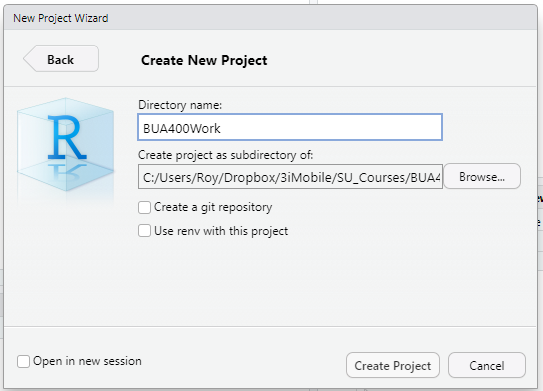 New Project Wizard
Back
Create New Project
R
Directory name:
BUA400Work
Create project as subdirectory of:
C:/Users/Roy/Dropbox/3iMobile/SU_Courses/BUA4
Browse...
Create a git repository
Use renv with this project
Open in new session
Create Project
Cancel